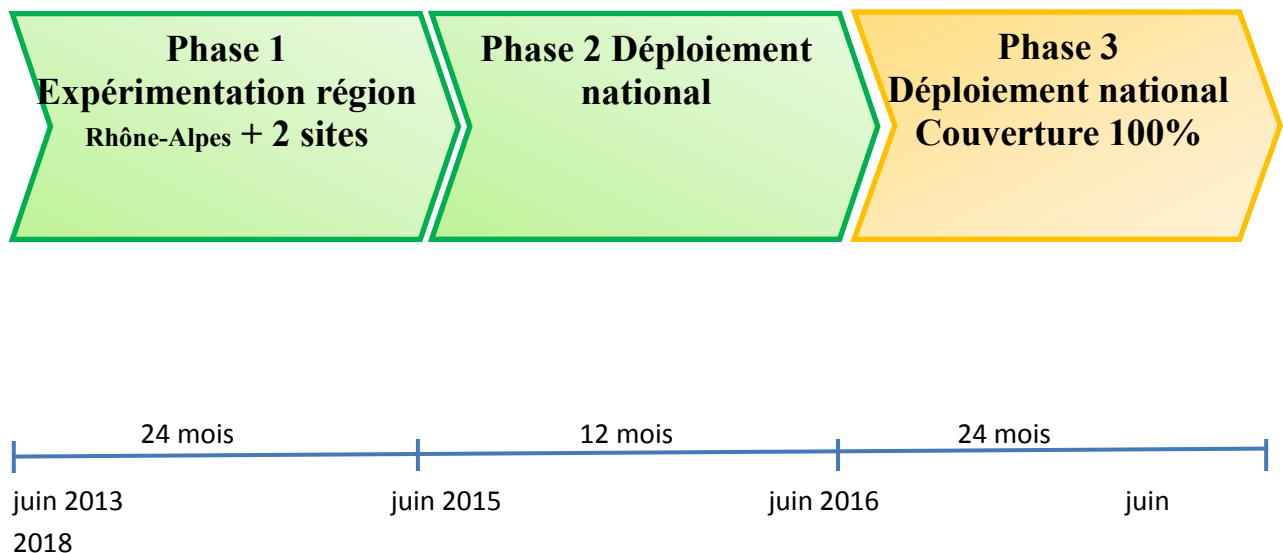 Phase 1
Expérimentation région
Rhône-Alpes + 2 sites
Phase 2 Déploiement
national
Phase 3
Déploiement national
Couverture 100%
24 mois
12 mois
24 mois
juin 2013
juin 2015
juin 2016
juin
2018